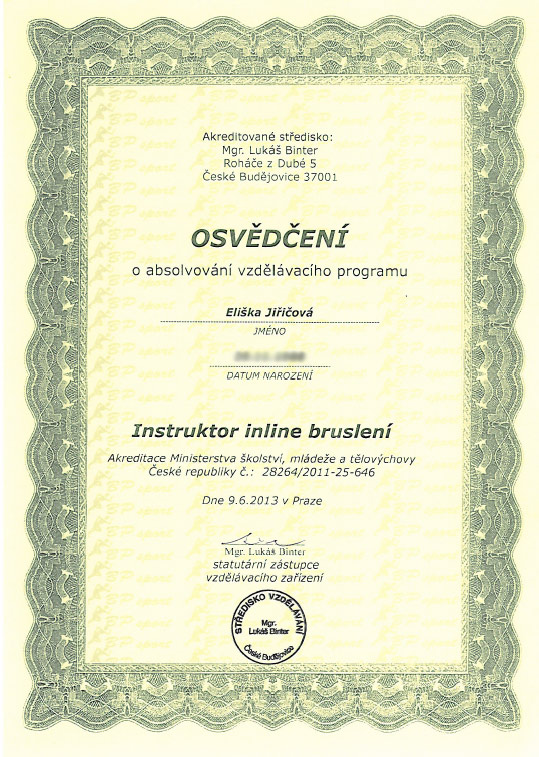 Akreditované středisko:
Mgr. Lukáš Binter
Roháče z Dubé 5
České Budějovice 37001
OSVĚDČENÍ
o absolvování vzdělávacího programu
Eliška Jiřičová
JMÉNO
DATUM NAROZENÍ
Instruktor inline bruslení
Akreditace Ministerstva školství, mládeže a tělovýchovy
České republiky č.: 28264/2011-25-646
Dne 9.6.2013 v Praze
Mgr. Lukáš Binter
statutární zástupce
vzdělávacího zařízení
STŘEDISKO VZDĚLÁVÁNÍ
Mgr.
Lukáš Binter
České Budějovice